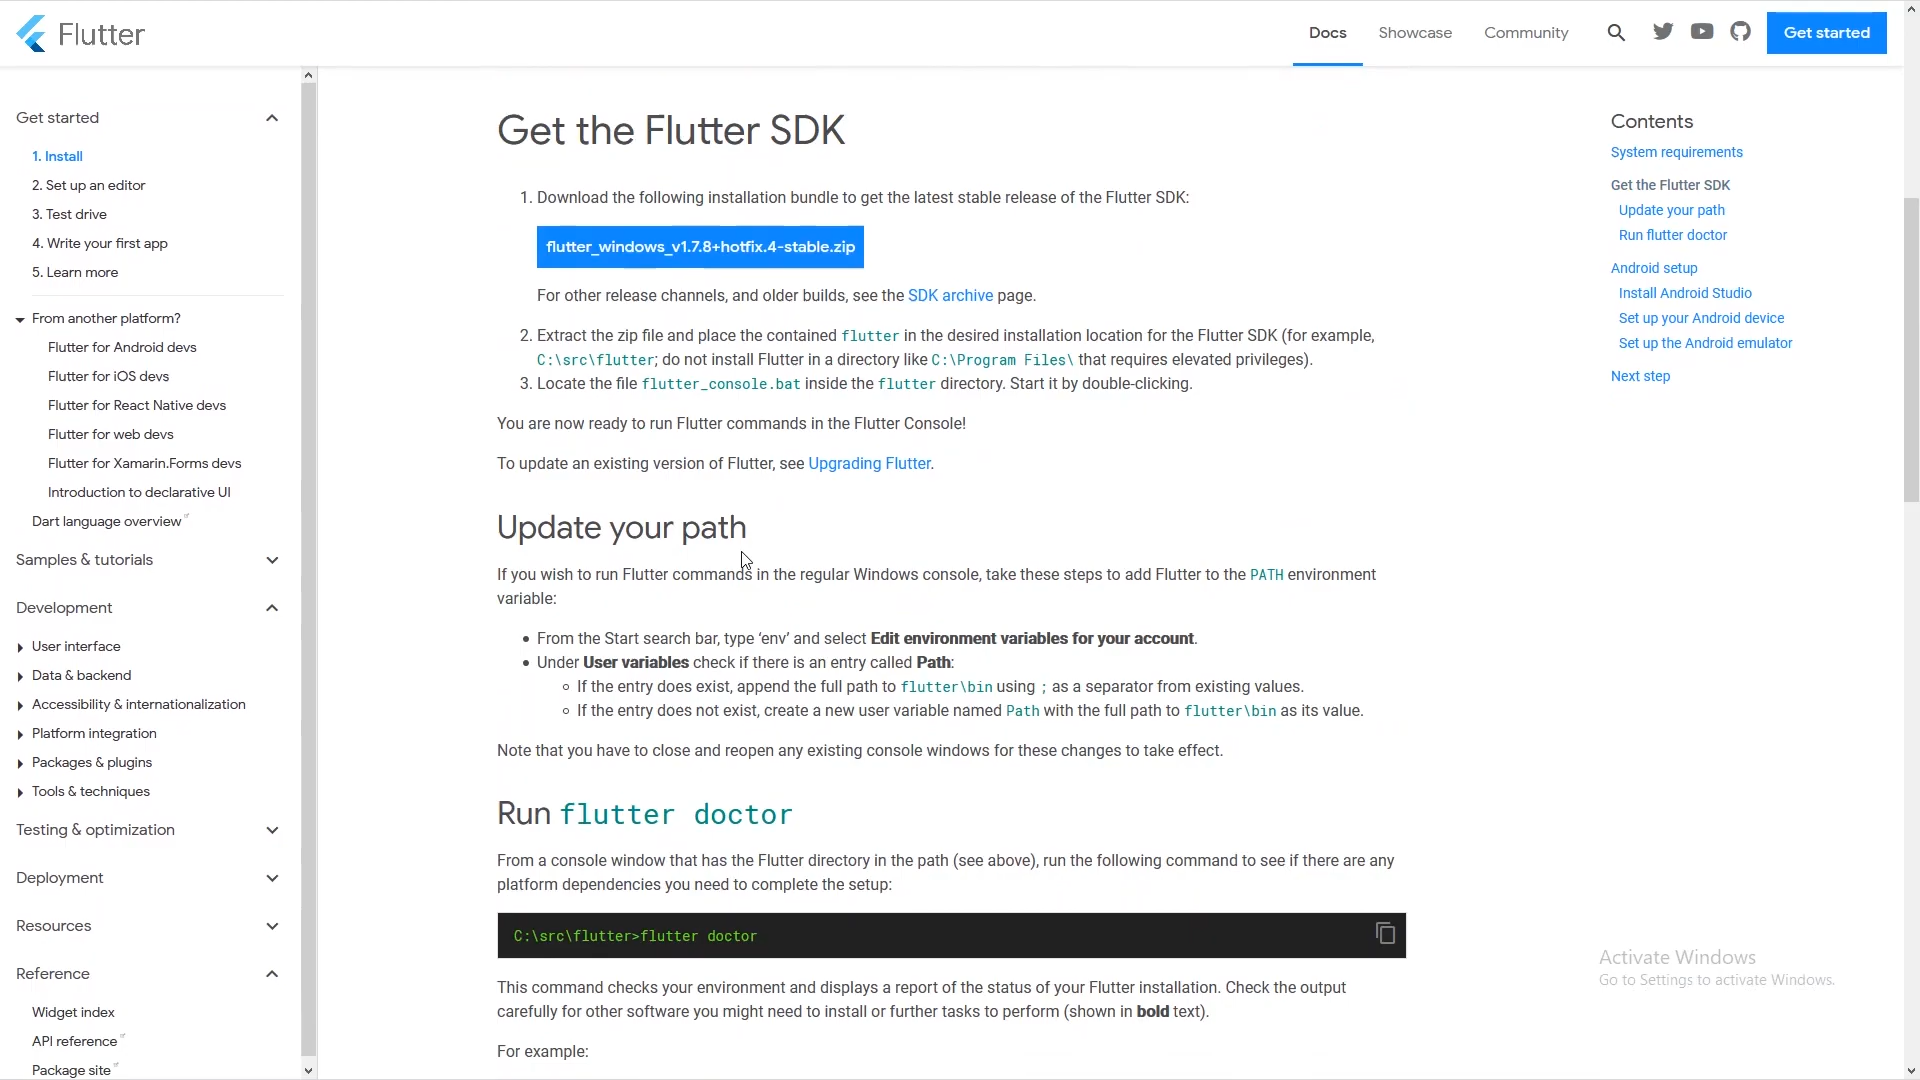 Flutter
Docs
Showcase
Community
Get started
Get started
1. Install
2. Set up an editor
3. Test drive
4. Write your first app
5. Learn more
From another platform?
Flutter for Android devs
Flutter for iOS devs
Flutter for React Native devs
Flutter for web devs
Flutter for Xamarin.Forms devs
Introduction to declarative UI
Dart language overview
Samples & tutorials
Development
User interface
Data & backend
Accessibility & internationalization
Platform integration
Packages & plugins
Tools & techniques
Testing & optimization
Deployment
Resources
Reference
Widget index
API reference
Package site
Get the Flutter SDK
1. Download the following installation bundle to get the latest stable release of the Flutter SDK:
flutter_windows_v1.7.8+hotfix.4-stable.zip
For other release channels, and older builds, see the SDK archive page.
2. Extract the zip file and place the contained flutter in the desired installation location for the Flutter SDK (for example,
C:\src\flutter; do not install Flutter in a directory like C:\Program Files\ that requires elevated privileges).
3. Locate the file flutter_console.bat inside the flutter directory. Start it by double-clicking.
You are now ready to run Flutter commands in the Flutter Console!
To update an existing version of Flutter, see Upgrading Flutter.
Update your path
If you wish to run Flutter commands in the regular Windows console, take these steps to add Flutter to the PATH environment
variable:
• From the Start search bar, type ‘env’ and select Edit environment variables for your account.
• Under User variables check if there is an entry called Path:
◦ If the entry does exist, append the full path to flutter\bin using ; as a separator from existing values.
◦ If the entry does not exist, create a new user variable named Path with the full path to flutter\bin as its value.
Note that you have to close and reopen any existing console windows for these changes to take effect.
Run flutter doctor
From a console window that has the Flutter directory in the path (see above), run the following command to see if there are any
platform dependencies you need to complete the setup:
C:\src\flutter>flutter doctor
This command checks your environment and displays a report of the status of your Flutter installation. Check the output
carefully for other software you might need to install or further tasks to perform (shown in bold text).
For example:
Contents
System requirements
Get the Flutter SDK
Update your path
Run flutter doctor
Android setup
Install Android Studio
Set up your Android device
Set up the Android emulator
Next step
Activate Windows
Go to Settings to activate Windows.